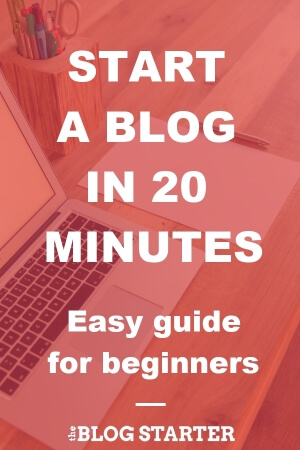 START
A BLOG
IN 20
MINUTES
Easy guide
for beginners
the BLOG STARTER